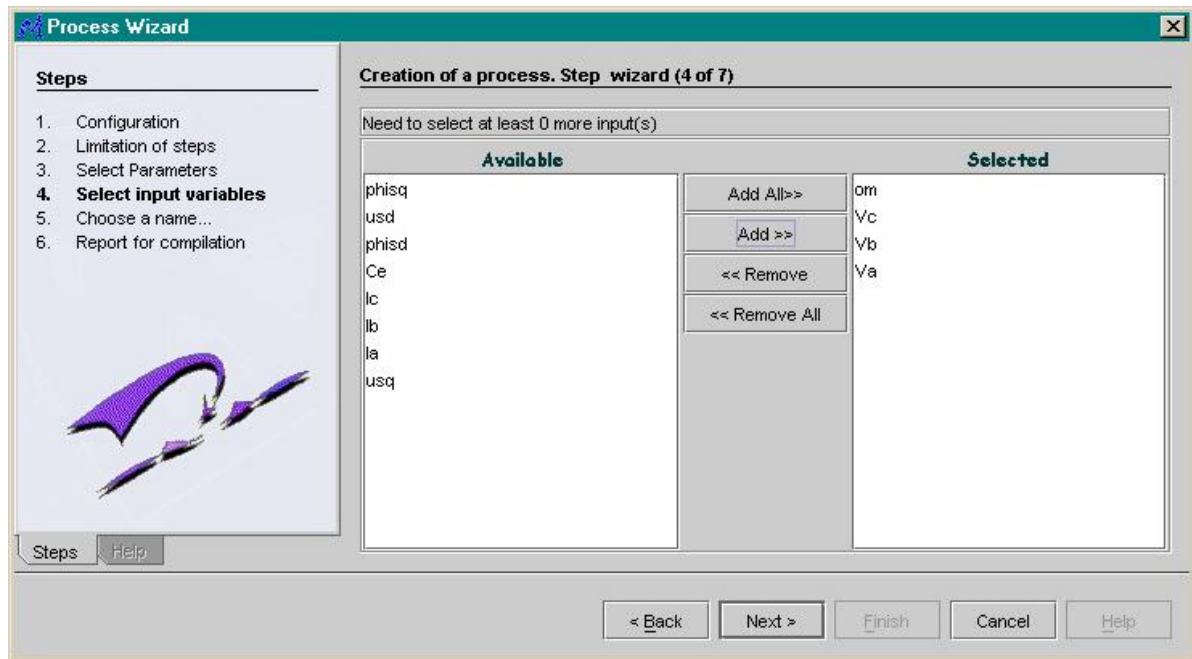 Process Wizard
Steps
1. Configuration
2. Limitation of steps
3. Select Parameters
4. Select input variables
5. Choose a name...
6. Report for compilation
Steps
Help
Creation of a process. Step wizard (4 of 7)
Need to select at least 0 more input(s)
Available
phisq
usd
phisd
Ce
Ic
Ib
Ia
usq
Add All>>
Add >>
<< Remove
<< Remove All
Selected
om
Vc
Vb
Va
< Back
Next >
Finish
Cancel
Help